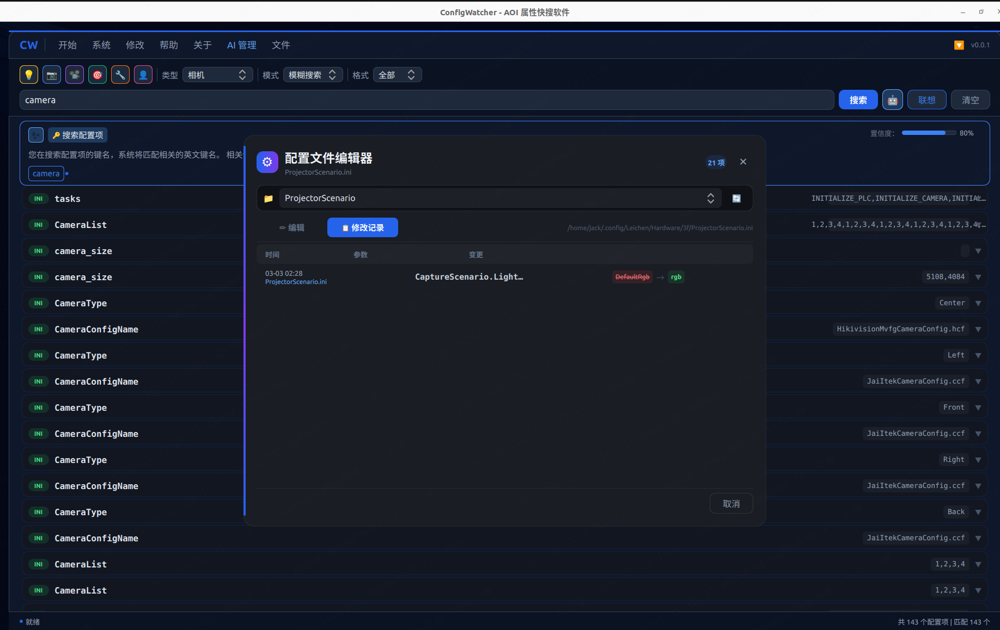 ConfigWatcher - AOI 属性快搜软件
CW 开始 系统 修改 帮助 关于 AI 管理 文件 v0.0.1
类型 相机 模式 模糊搜索 格式 全部
camera 搜索 联想 清空
搜索配置项 置信度： 80%
您在搜索配置项的键名，系统将匹配相关的英文键名。 相关
camera
配置文件编辑器 21 项
ProjectorScenario.ini
ProjectorScenario
编辑 修改记录 /home/jack/.config/Leichen/Hardware/3f/ProjectorScenario.ini
时间 参数 变更
03-03 02:28
ProjectorScenario.ini
CaptureScenario.Light… DefaultRgb → rgb
取消
INI tasks INITIALIZE_PLC,INITIALIZE_CAMERA,INITIA…
INI CameraList 1,2,3,4,1,2,3,4,1,2,3,4,1,2,3,4,1,2,3,4,…
INI camera_size
INI camera_size 5108,4084
INI CameraType Center
INI CameraConfigName HikivisionMvfgCameraConfig.hcf
INI CameraType Left
INI CameraConfigName JaiItekCameraConfig.ccf
INI CameraType Front
INI CameraConfigName JaiItekCameraConfig.ccf
INI CameraType Right
INI CameraConfigName JaiItekCameraConfig.ccf
INI CameraType Back
INI CameraConfigName JaiItekCameraConfig.ccf
INI CameraList 1,2,3,4
INI CameraList 1,2,3,4
就绪 共 143 个配置项 | 匹配 143 个